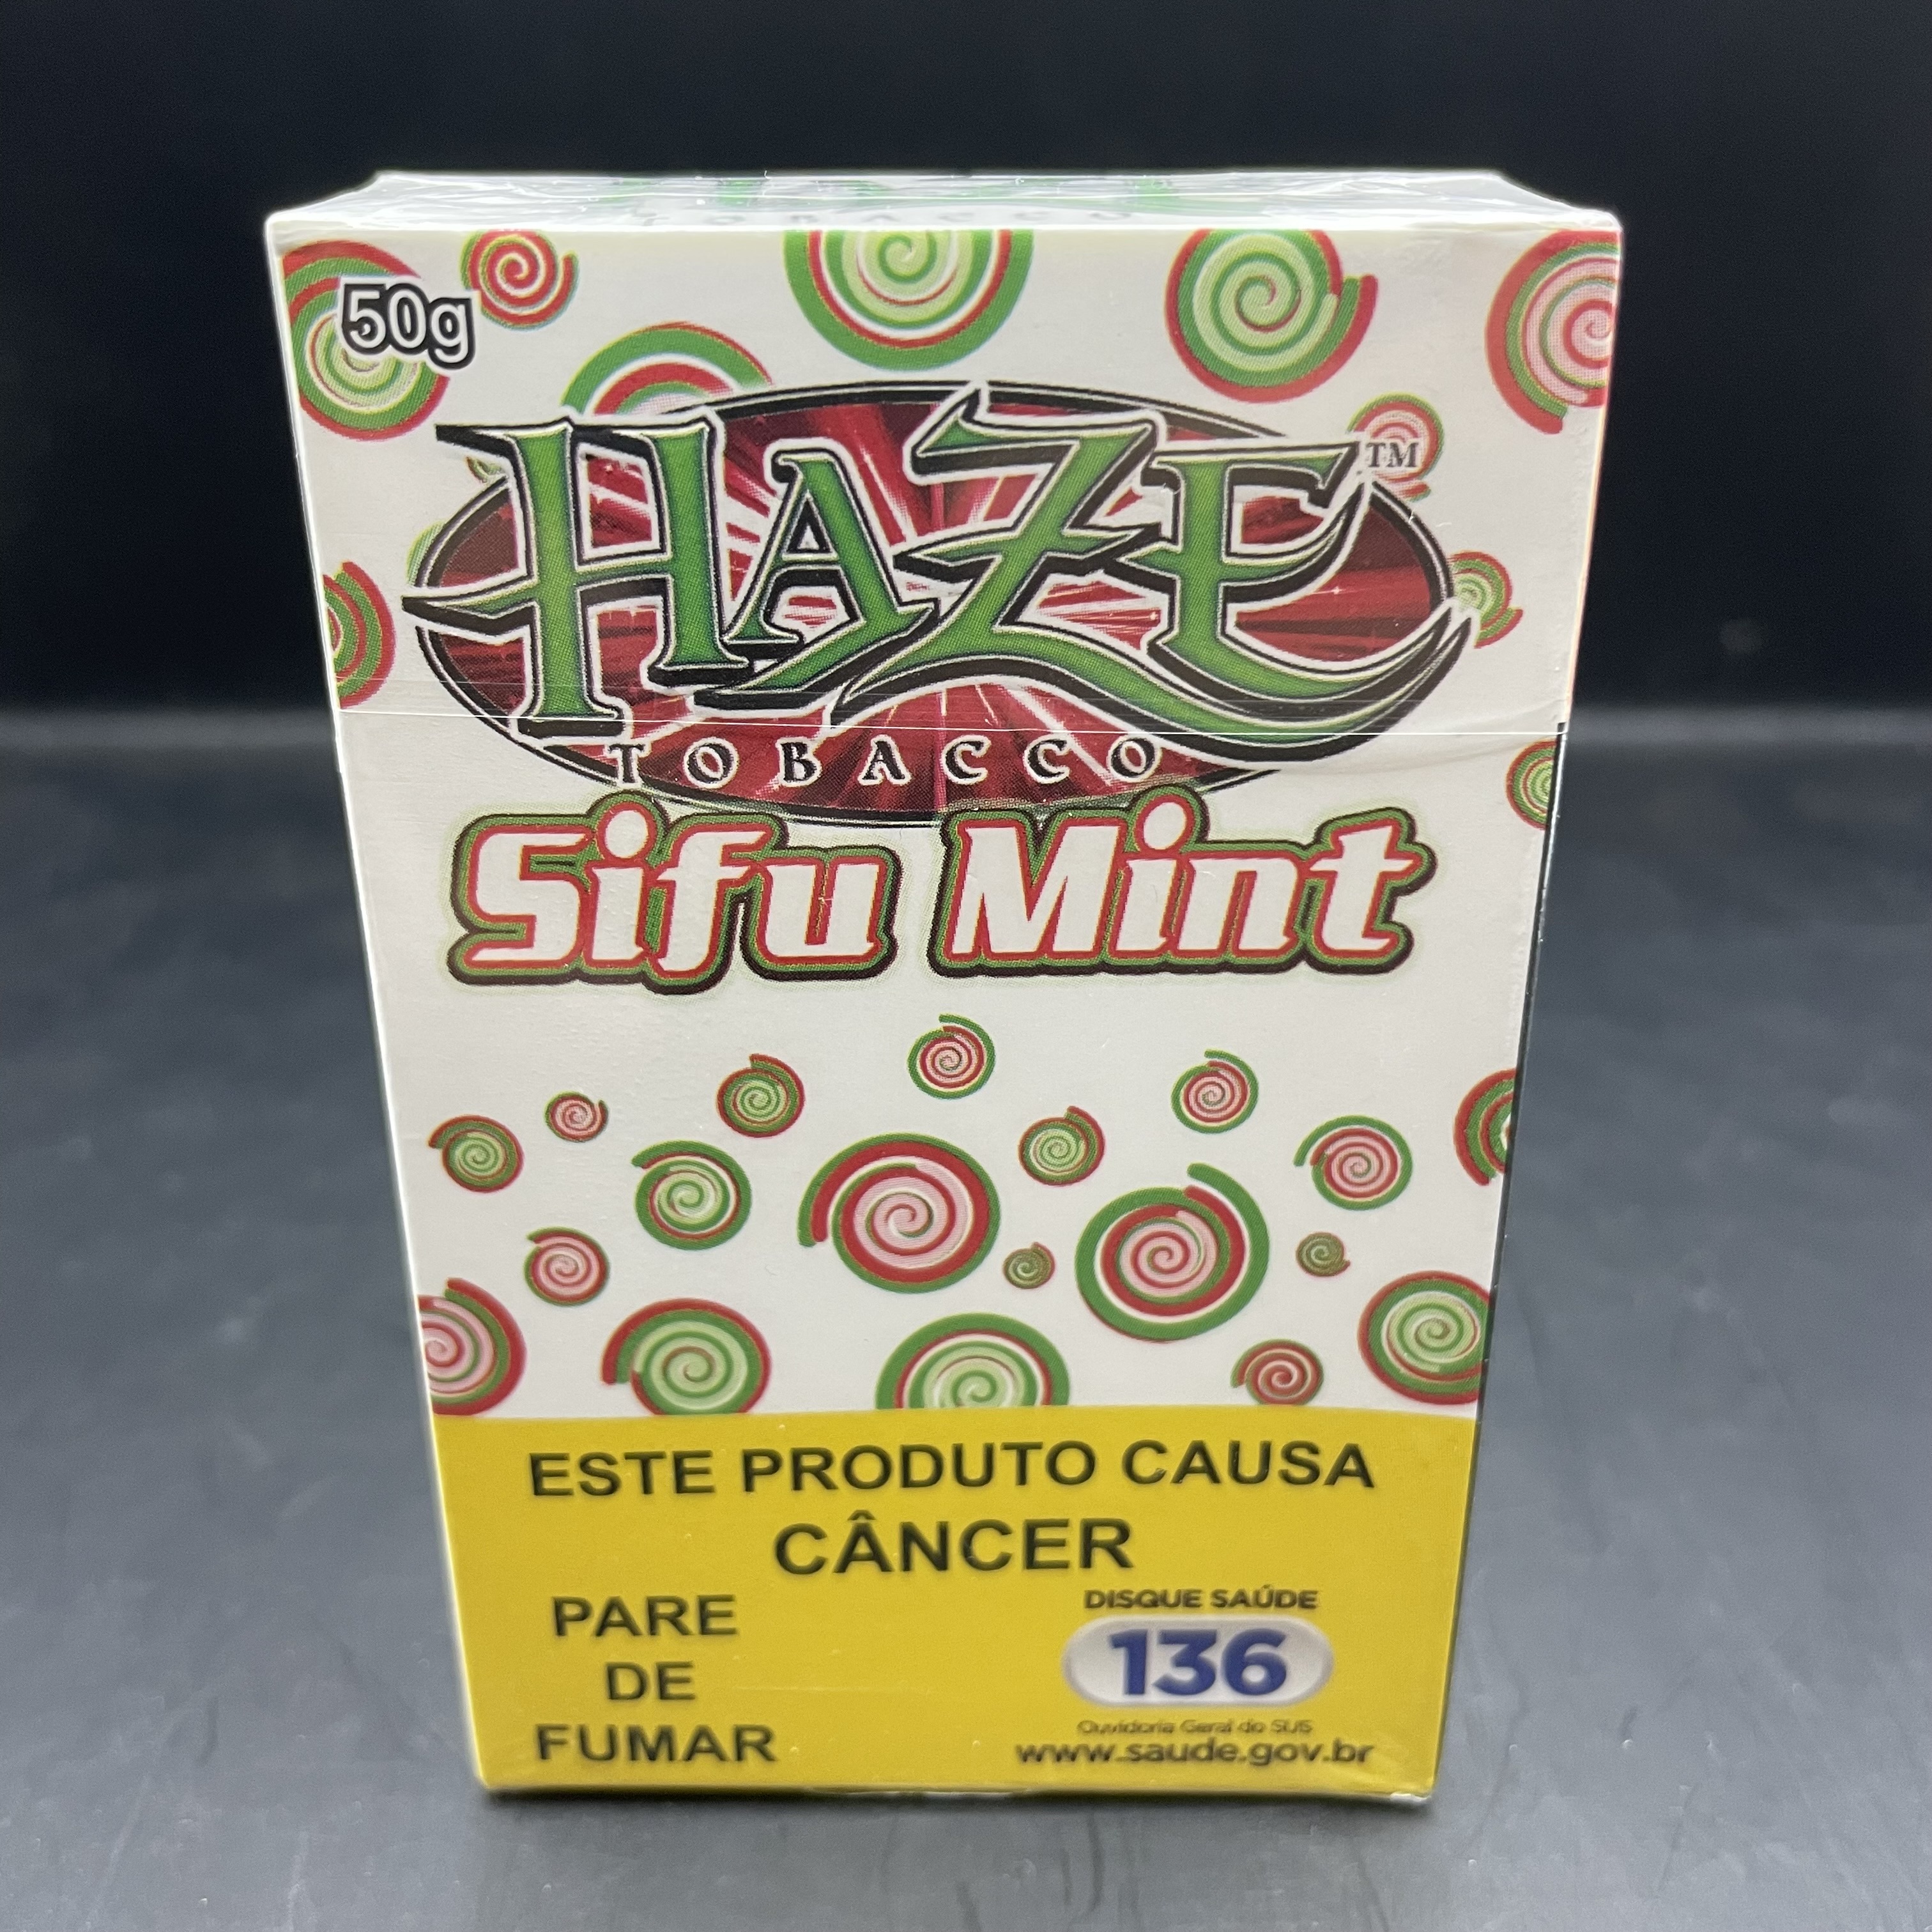 50g
HAZE™
TOBACCO
Sifu Mint
ESTE PRODUTO CAUSA
CÂNCER
PARE
DE
FUMAR
DISQUE SAÚDE
136
Ouvidoria Geral do SUS
www.saude.gov.br